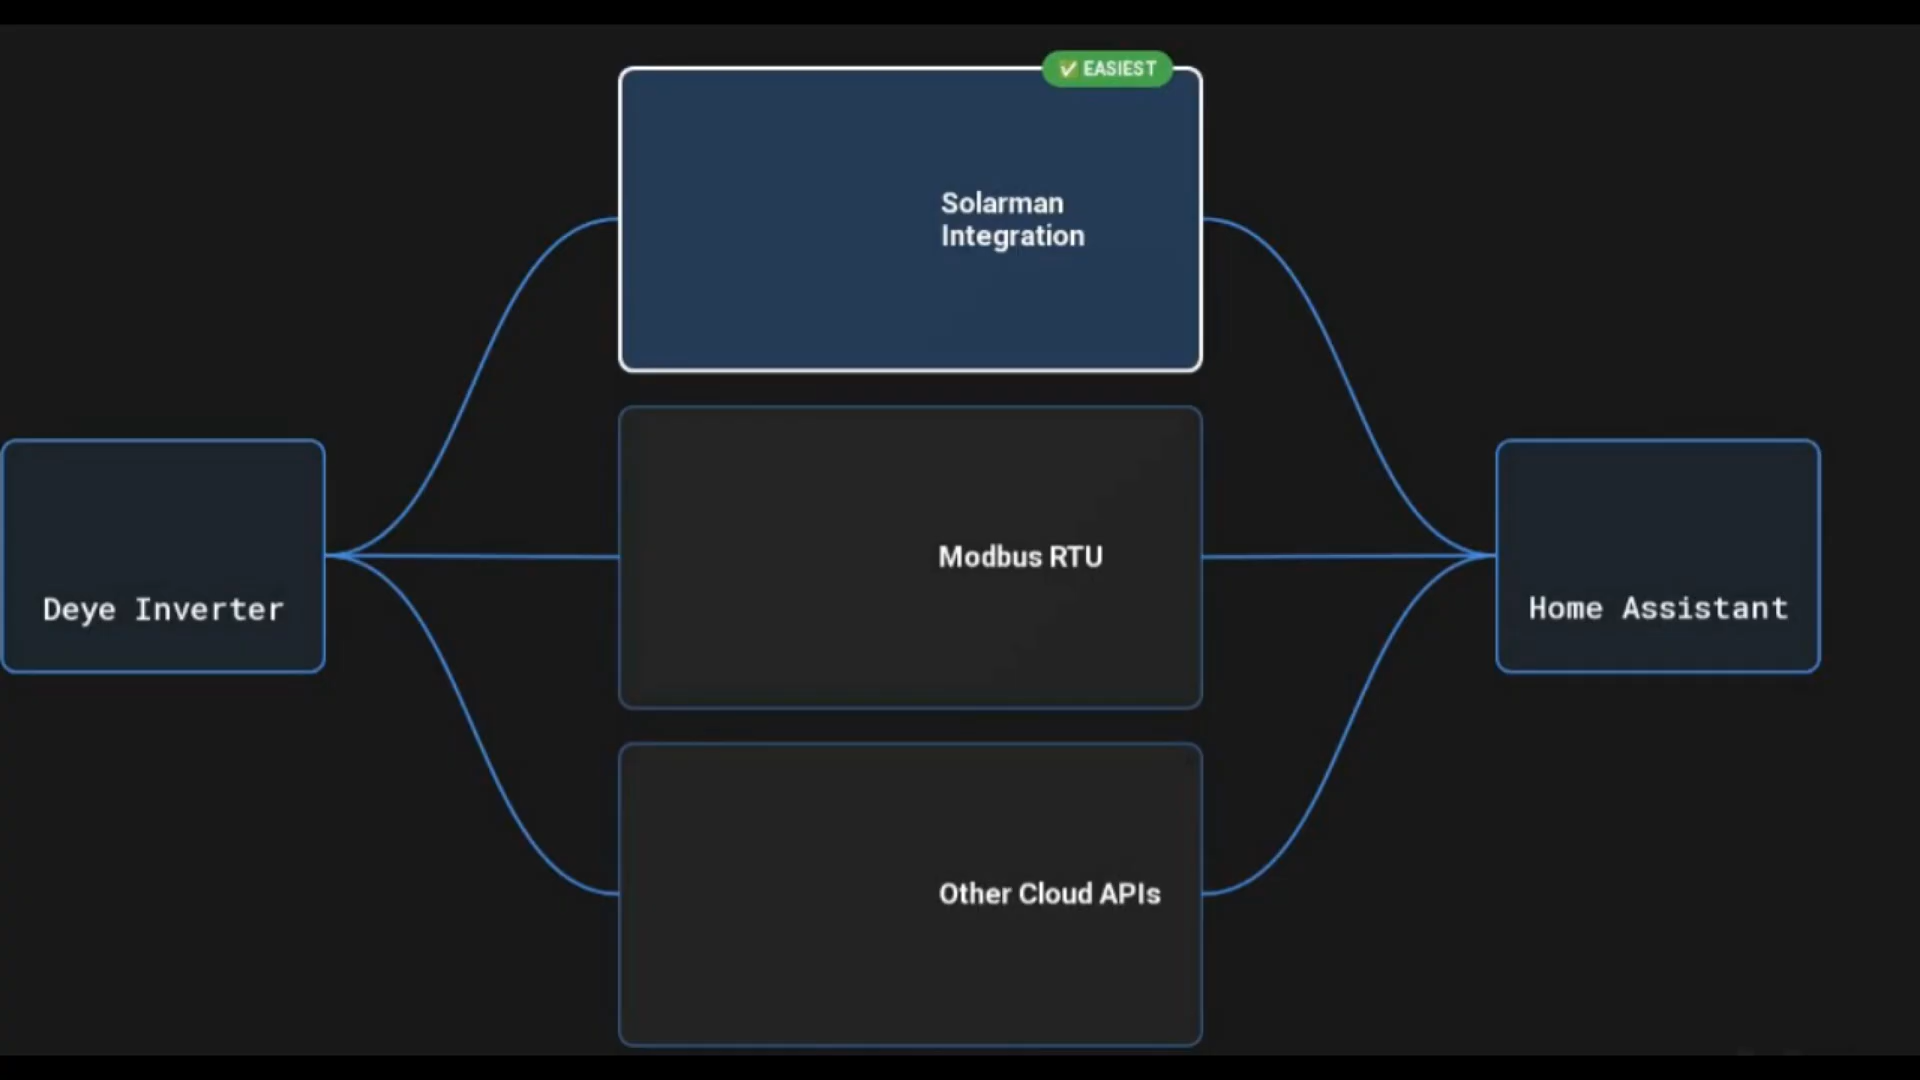 ✅ EASIEST
Solarman
Integration
Modbus RTU
Deye Inverter
Home Assistant
Other Cloud APIs